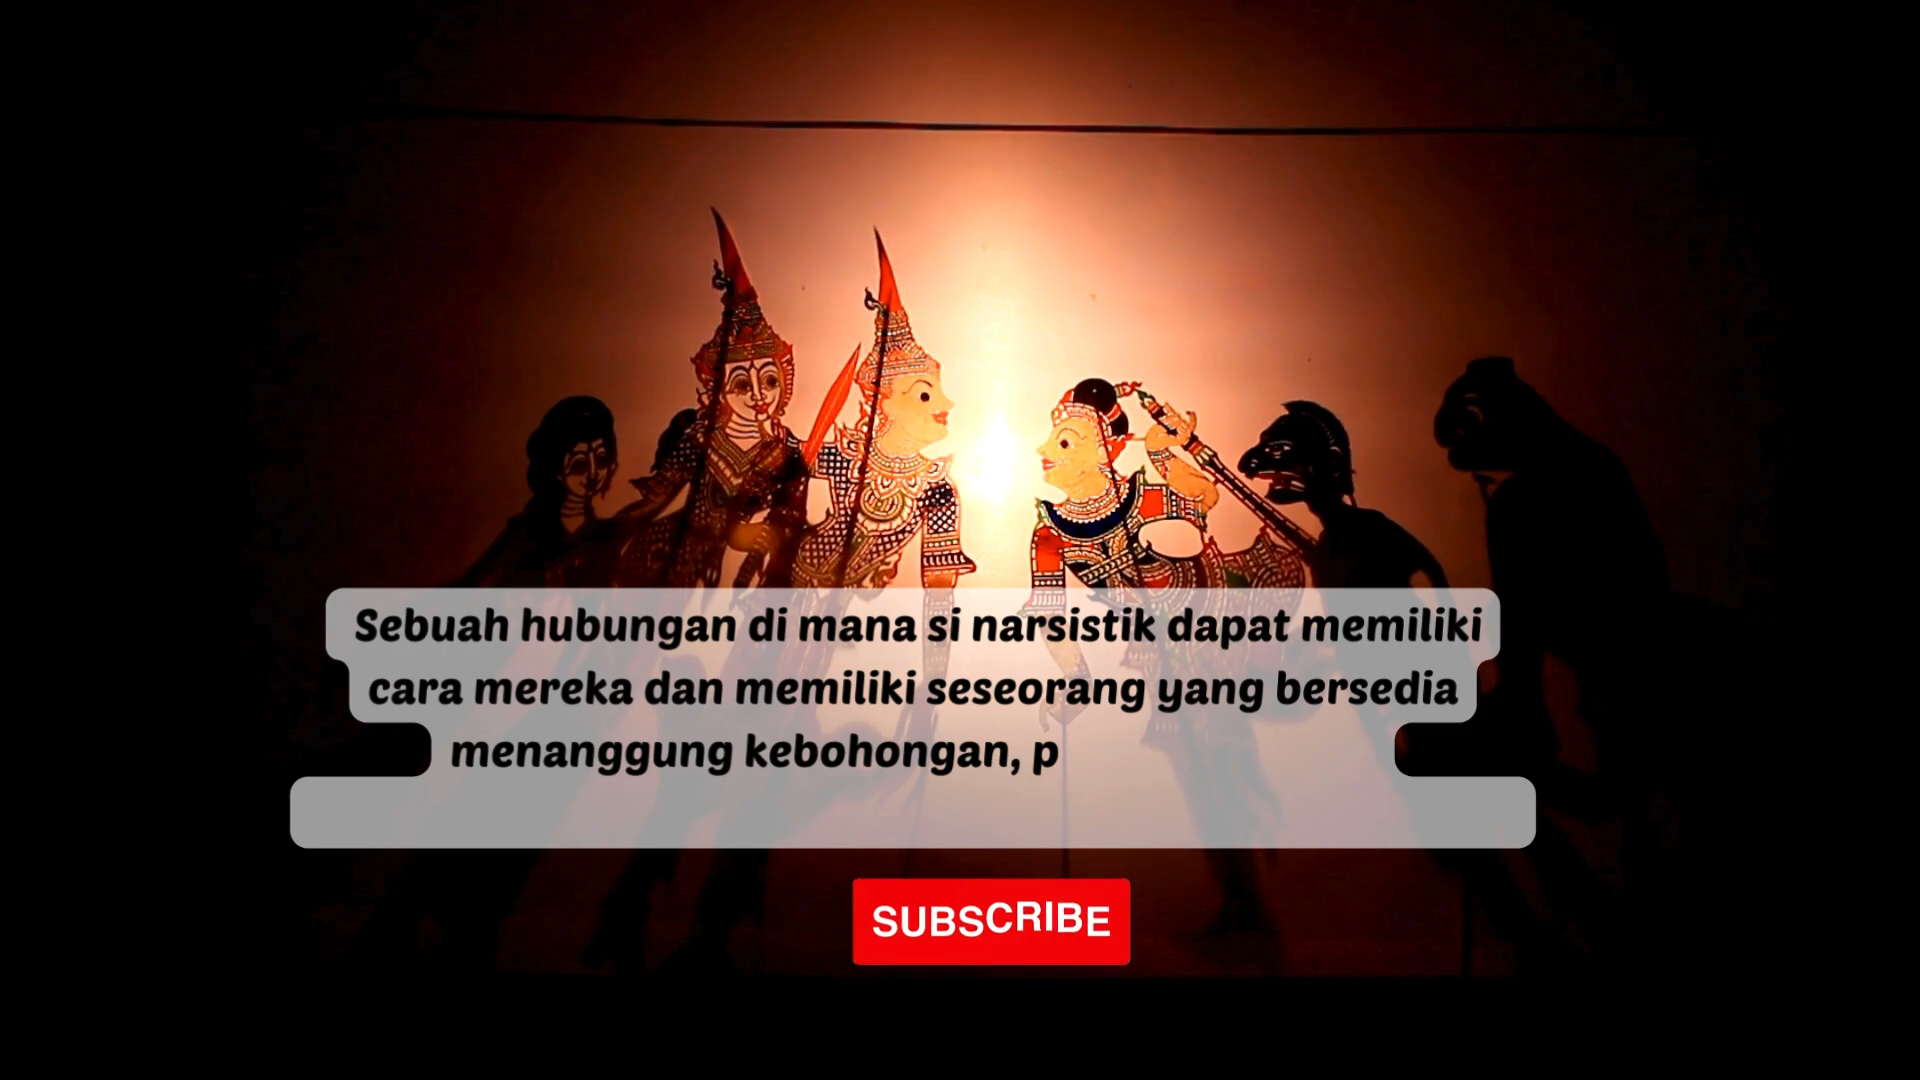 Sebuah hubungan di mana si narsistik dapat memiliki
cara mereka dan memiliki seseorang yang bersedia
menanggung kebohongan, p
SUBSCRIBE